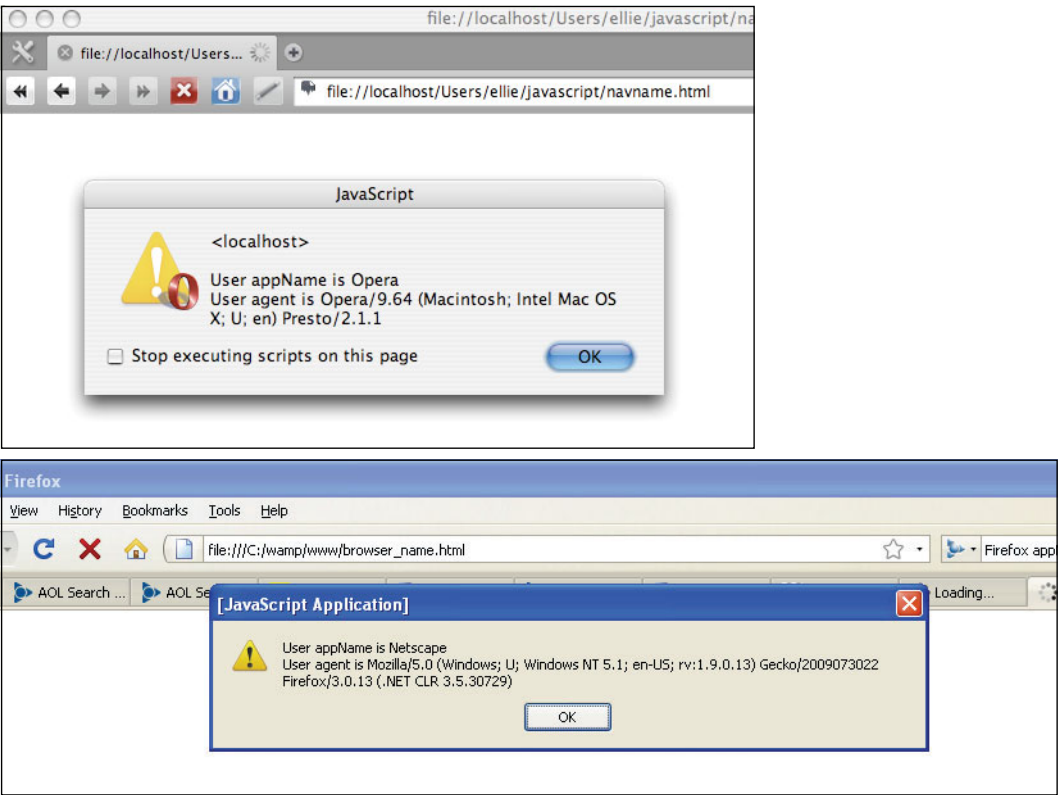 file://localhost/Users/ellie/javascript/na
file://localhost/Users...
file://localhost/Users/ellie/javascript/navname.html
JavaScript
<localhost>
User appName is Opera
User agent is Opera/9.64 (Macintosh; Intel Mac OS
X; U; en) Presto/2.1.1
Stop executing scripts on this page
OK
Firefox
View History Bookmarks Tools Help
file:///C:/wamp/www/browser_name.html
Firefox appl
AOL Search ... AOL Se Loading...
[JavaScript Application]
User appName is Netscape
User agent is Mozilla/5.0 (Windows; U; Windows NT 5.1; en-US; rv:1.9.0.13) Gecko/2009073022
Firefox/3.0.13 (.NET CLR 3.5.30729)
OK